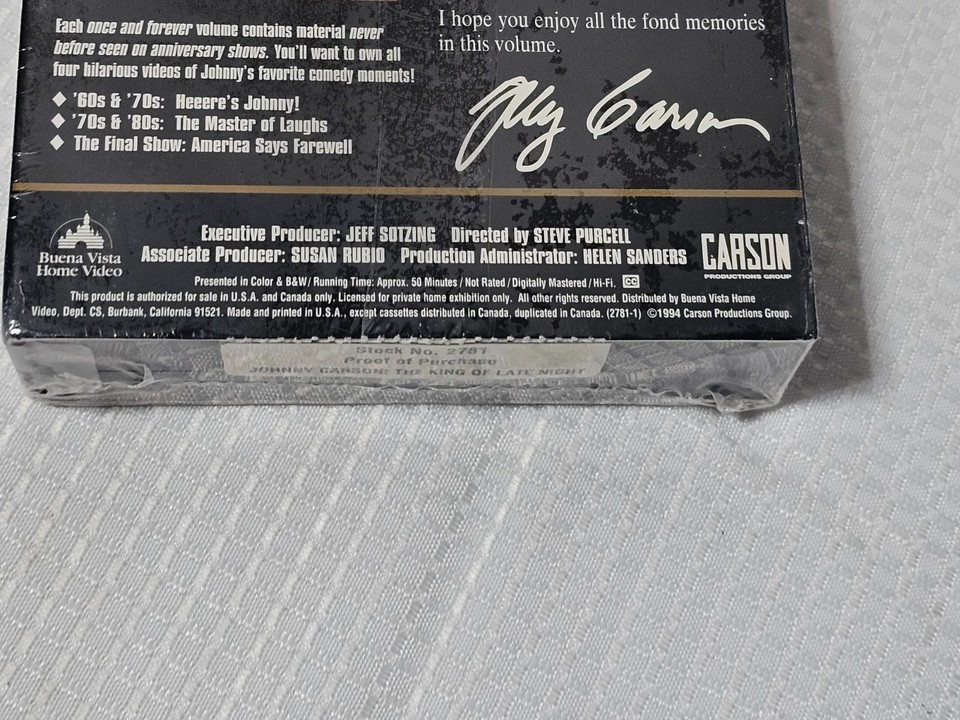 Each once and forever volume contains material never
before seen on anniversary shows. You'll want to own all
four hilarious videos of Johnny's favorite comedy moments!
◆ '60s & '70s: Heeere's Johnny!
◆ '70s & '80s: The Master of Laughs
◆ The Final Show: America Says Farewell
I hope you enjoy all the fond memories
in this volume.
Johnny Carson
Buena Vista
Home Video
Executive Producer: JEFF SOTZING Directed by STEVE PURCELL
Associate Producer: SUSAN RUBIO Production Administrator: HELEN SANDERS
CARSON
PRODUCTIONS GROUP
Presented in Color & B&W / Running Time: Approx. 50 Minutes / Not Rated / Digitally Mastered / Hi-Fi. CC
This product is authorized for sale in U.S.A. and Canada only. Licensed for private home exhibition only. All other rights reserved. Distributed by Buena Vista Home
Video, Dept. CS, Burbank, California 91521. Made and printed in U.S.A., except cassettes distributed in Canada, duplicated in Canada. (2781-1) ©1994 Carson Productions Group.
Stock No. 2781
Proof of Purchase
JOHNNY CARSON: THE KING OF LATE NIGHT